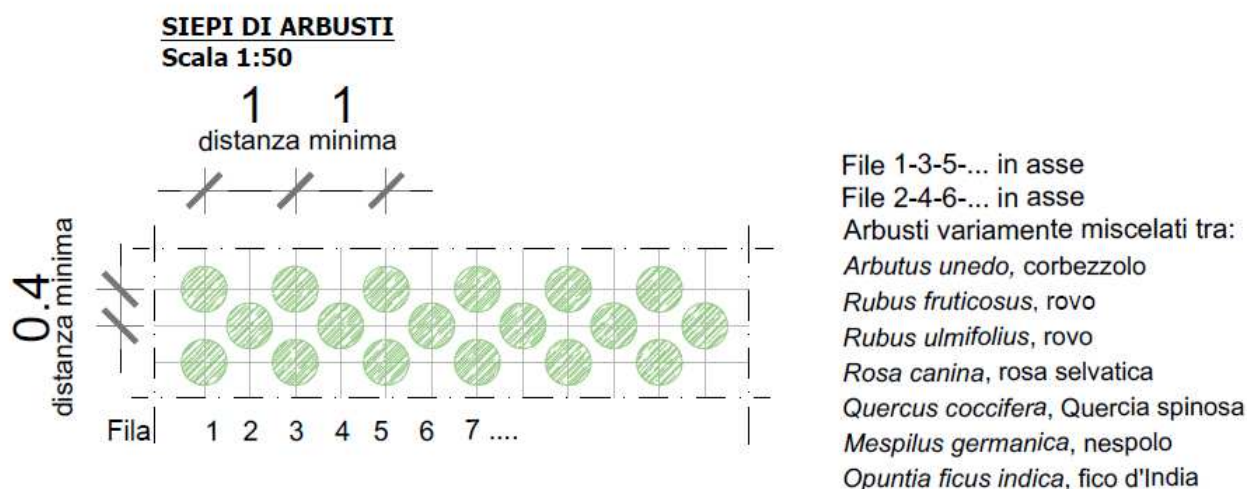 SIEPI DI ARBUSTI
Scala 1:50
1 1
distanza minima
0.4
distanza minima
Fila 1 2 3 4 5 6 7 ....
File 1-3-5-... in asse
File 2-4-6-... in asse
Arbusti variamente miscelati tra:
Arbutus unedo, corbezzolo
Rubus fruticosus, rovo
Rubus ulmifolius, rovo
Rosa canina, rosa selvatica
Quercus coccifera, Quercia spinosa
Mespilus germanica, nespolo
Opuntia ficus indica, fico d'India